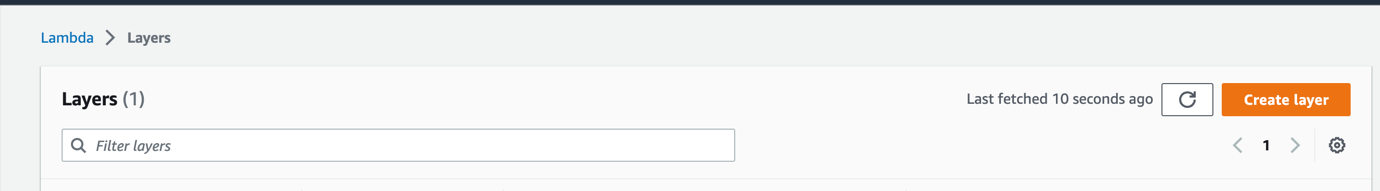 Lambda > Layers
Layers (1)
Last fetched 10 seconds ago
Create layer
Filter layers
1